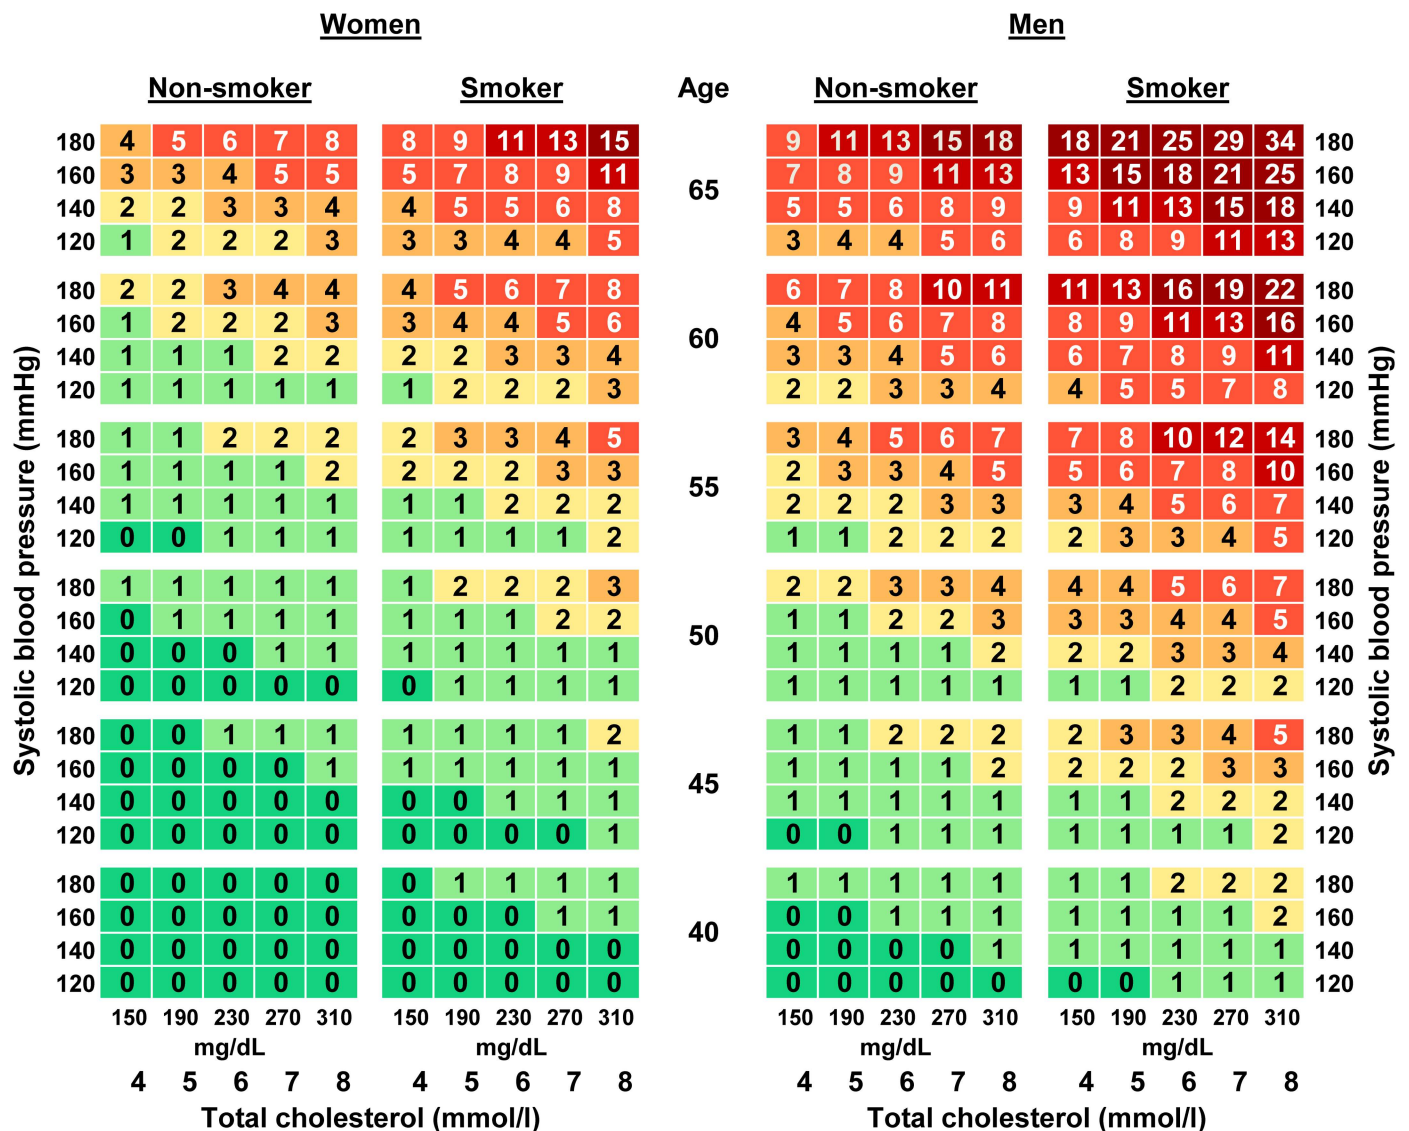 Women Men
Non-smoker Smoker Age Non-smoker Smoker
180 4 5 6 7 8 8 9 11 13 15 9 11 13 15 18 18 21 25 29 34 180
160 3 3 4 5 5 5 7 8 9 11 7 8 9 11 13 13 15 18 21 25 160
65
140 2 2 3 3 4 4 5 5 6 8 5 5 6 8 9 9 11 13 15 18 140
120 1 2 2 2 3 3 3 4 4 5 3 4 4 5 6 6 8 9 11 13 120
180 2 2 3 4 4 4 5 6 7 8 6 7 8 10 11 11 13 16 19 22 180
160 1 2 2 2 3 3 4 4 5 6 4 5 6 7 8 8 9 11 13 16 160
60
140 1 1 1 2 2 2 2 3 3 4 3 3 4 5 6 6 7 8 9 11 140
120 1 1 1 1 1 1 2 2 2 3 2 2 3 3 4 4 5 5 7 8 120
180 1 1 2 2 2 2 3 3 4 5 3 4 5 6 7 7 8 10 12 14 180
160 1 1 1 1 2 2 2 2 3 3 2 3 3 4 5 5 6 7 8 10 160
55
140 1 1 1 1 1 1 1 2 2 2 2 2 2 3 3 3 4 5 6 7 140
120 0 0 1 1 1 1 1 1 1 2 1 1 2 2 2 2 3 3 4 5 120
180 1 1 1 1 1 1 2 2 2 3 2 2 3 3 4 4 4 5 6 7 180
160 0 1 1 1 1 1 1 1 2 2 1 1 2 2 3 3 3 4 4 5 160
50
140 0 0 0 1 1 1 1 1 1 1 1 1 1 1 2 2 2 3 3 4 140
120 0 0 0 0 0 0 1 1 1 1 1 1 1 1 1 1 1 2 2 2 120
180 0 0 1 1 1 1 1 1 1 2 1 1 2 2 2 2 3 3 4 5 180
160 0 0 0 0 1 1 1 1 1 1 1 1 1 1 2 2 2 2 3 3 160
45
140 0 0 0 0 0 0 0 1 1 1 1 1 1 1 1 1 1 2 2 2 140
120 0 0 0 0 0 0 0 0 0 1 0 0 1 1 1 1 1 1 1 2 120
180 0 0 0 0 0 0 1 1 1 1 1 1 1 1 1 1 1 2 2 2 180
160 0 0 0 0 0 0 0 0 1 1 0 0 1 1 1 1 1 1 1 2 160
40
140 0 0 0 0 0 0 0 0 0 0 0 0 0 0 1 1 1 1 1 1 140
120 0 0 0 0 0 0 0 0 0 0 0 0 0 0 0 0 0 1 1 1 120
150 190 230 270 310 150 190 230 270 310 150 190 230 270 310 150 190 230 270 310
mg/dL mg/dL mg/dL mg/dL
4 5 6 7 8 4 5 6 7 8 4 5 6 7 8 4 5 6 7 8
Total cholesterol (mmol/l) Total cholesterol (mmol/l)
Systolic blood pressure (mmHg)
Systolic blood pressure (mmHg)